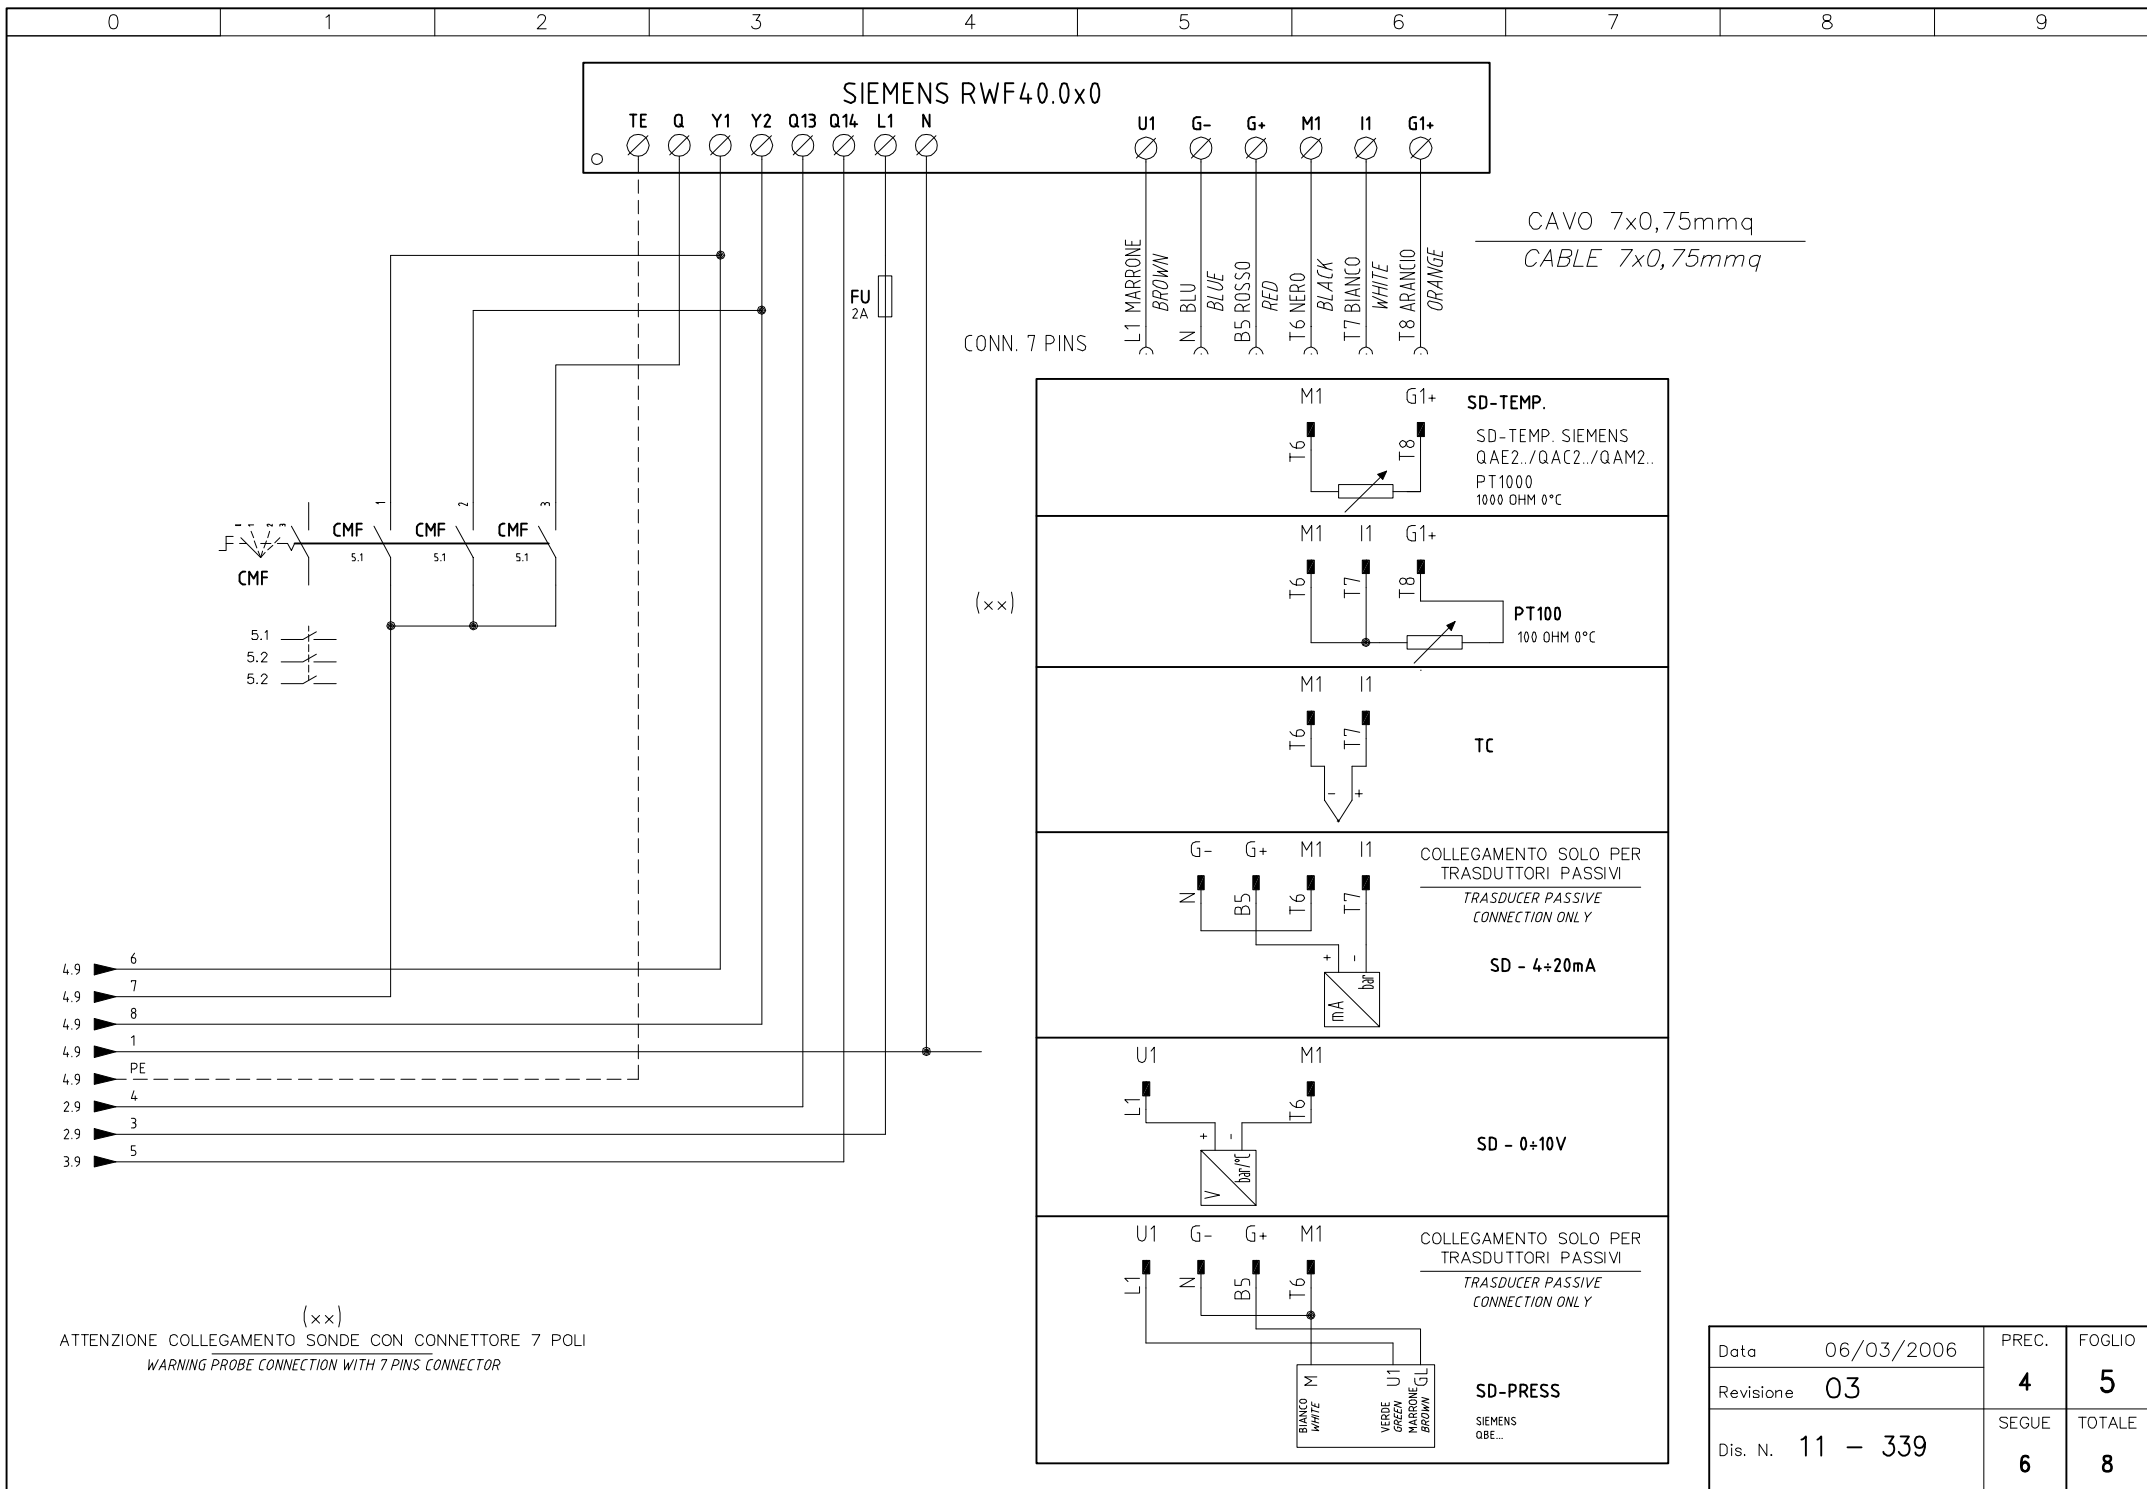 0 1 2 3 4 5 6 7 8 9
SIEMENS RWF40.0x0
TE Q Y1 Y2 Q13 Q14 L1 N U1 G- G+ M1 I1 G1+
CAVO 7x0,75mmq
CABLE 7x0,75mmq
L1 MARRONE
BROWN
N BLU
BLUE
B5 ROSSO
RED
T6 NERO
BLACK
T7 BIANCO
WHITE
T8 ARANCIO
ORANGE
FU
2A
CONN. 7 PINS
M1 G1+
T6 T8
SD-TEMP.
SD-TEMP. SIEMENS
QAE2../QAC2../QAM2..
PT1000
1000 OHM 0°C
1 2 3
1 2 3
CMF CMF CMF
5.1 5.1 5.1
CMF
5.1
5.2
5.2
(xx)
M1 I1 G1+
T6 T7 T8
PT100
100 OHM 0°C
M1 I1
T6 T7
- +
TC
G- G+ M1 I1
N B5 T6 T7
COLLEGAMENTO SOLO PER
TRASDUTTORI PASSIVI
TRASDUCER PASSIVE
CONNECTION ONLY
+ -
mA bar
SD - 4÷20mA
4.9 6
4.9 7
4.9 8
4.9 1
4.9 PE
2.9 4
2.9 3
3.9 5
U1 M1
L1 T6
+ -
V bar/°C
SD - 0÷10V
U1 G- G+ M1
L1 N B5 T6
COLLEGAMENTO SOLO PER
TRASDUTTORI PASSIVI
TRASDUCER PASSIVE
CONNECTION ONLY
M U1 GL
BIANCO
WHITE
VERDE
GREEN
MARRONE
BROWN
SD-PRESS
SIEMENS
QBE...
(xx)
ATTENZIONE COLLEGAMENTO SONDE CON CONNETTORE 7 POLI
WARNING PROBE CONNECTION WITH 7 PINS CONNECTOR
Data 06/03/2006
Revisione 03
Dis. N. 11 - 339
PREC. FOGLIO
4 5
SEGUE TOTALE
6 8